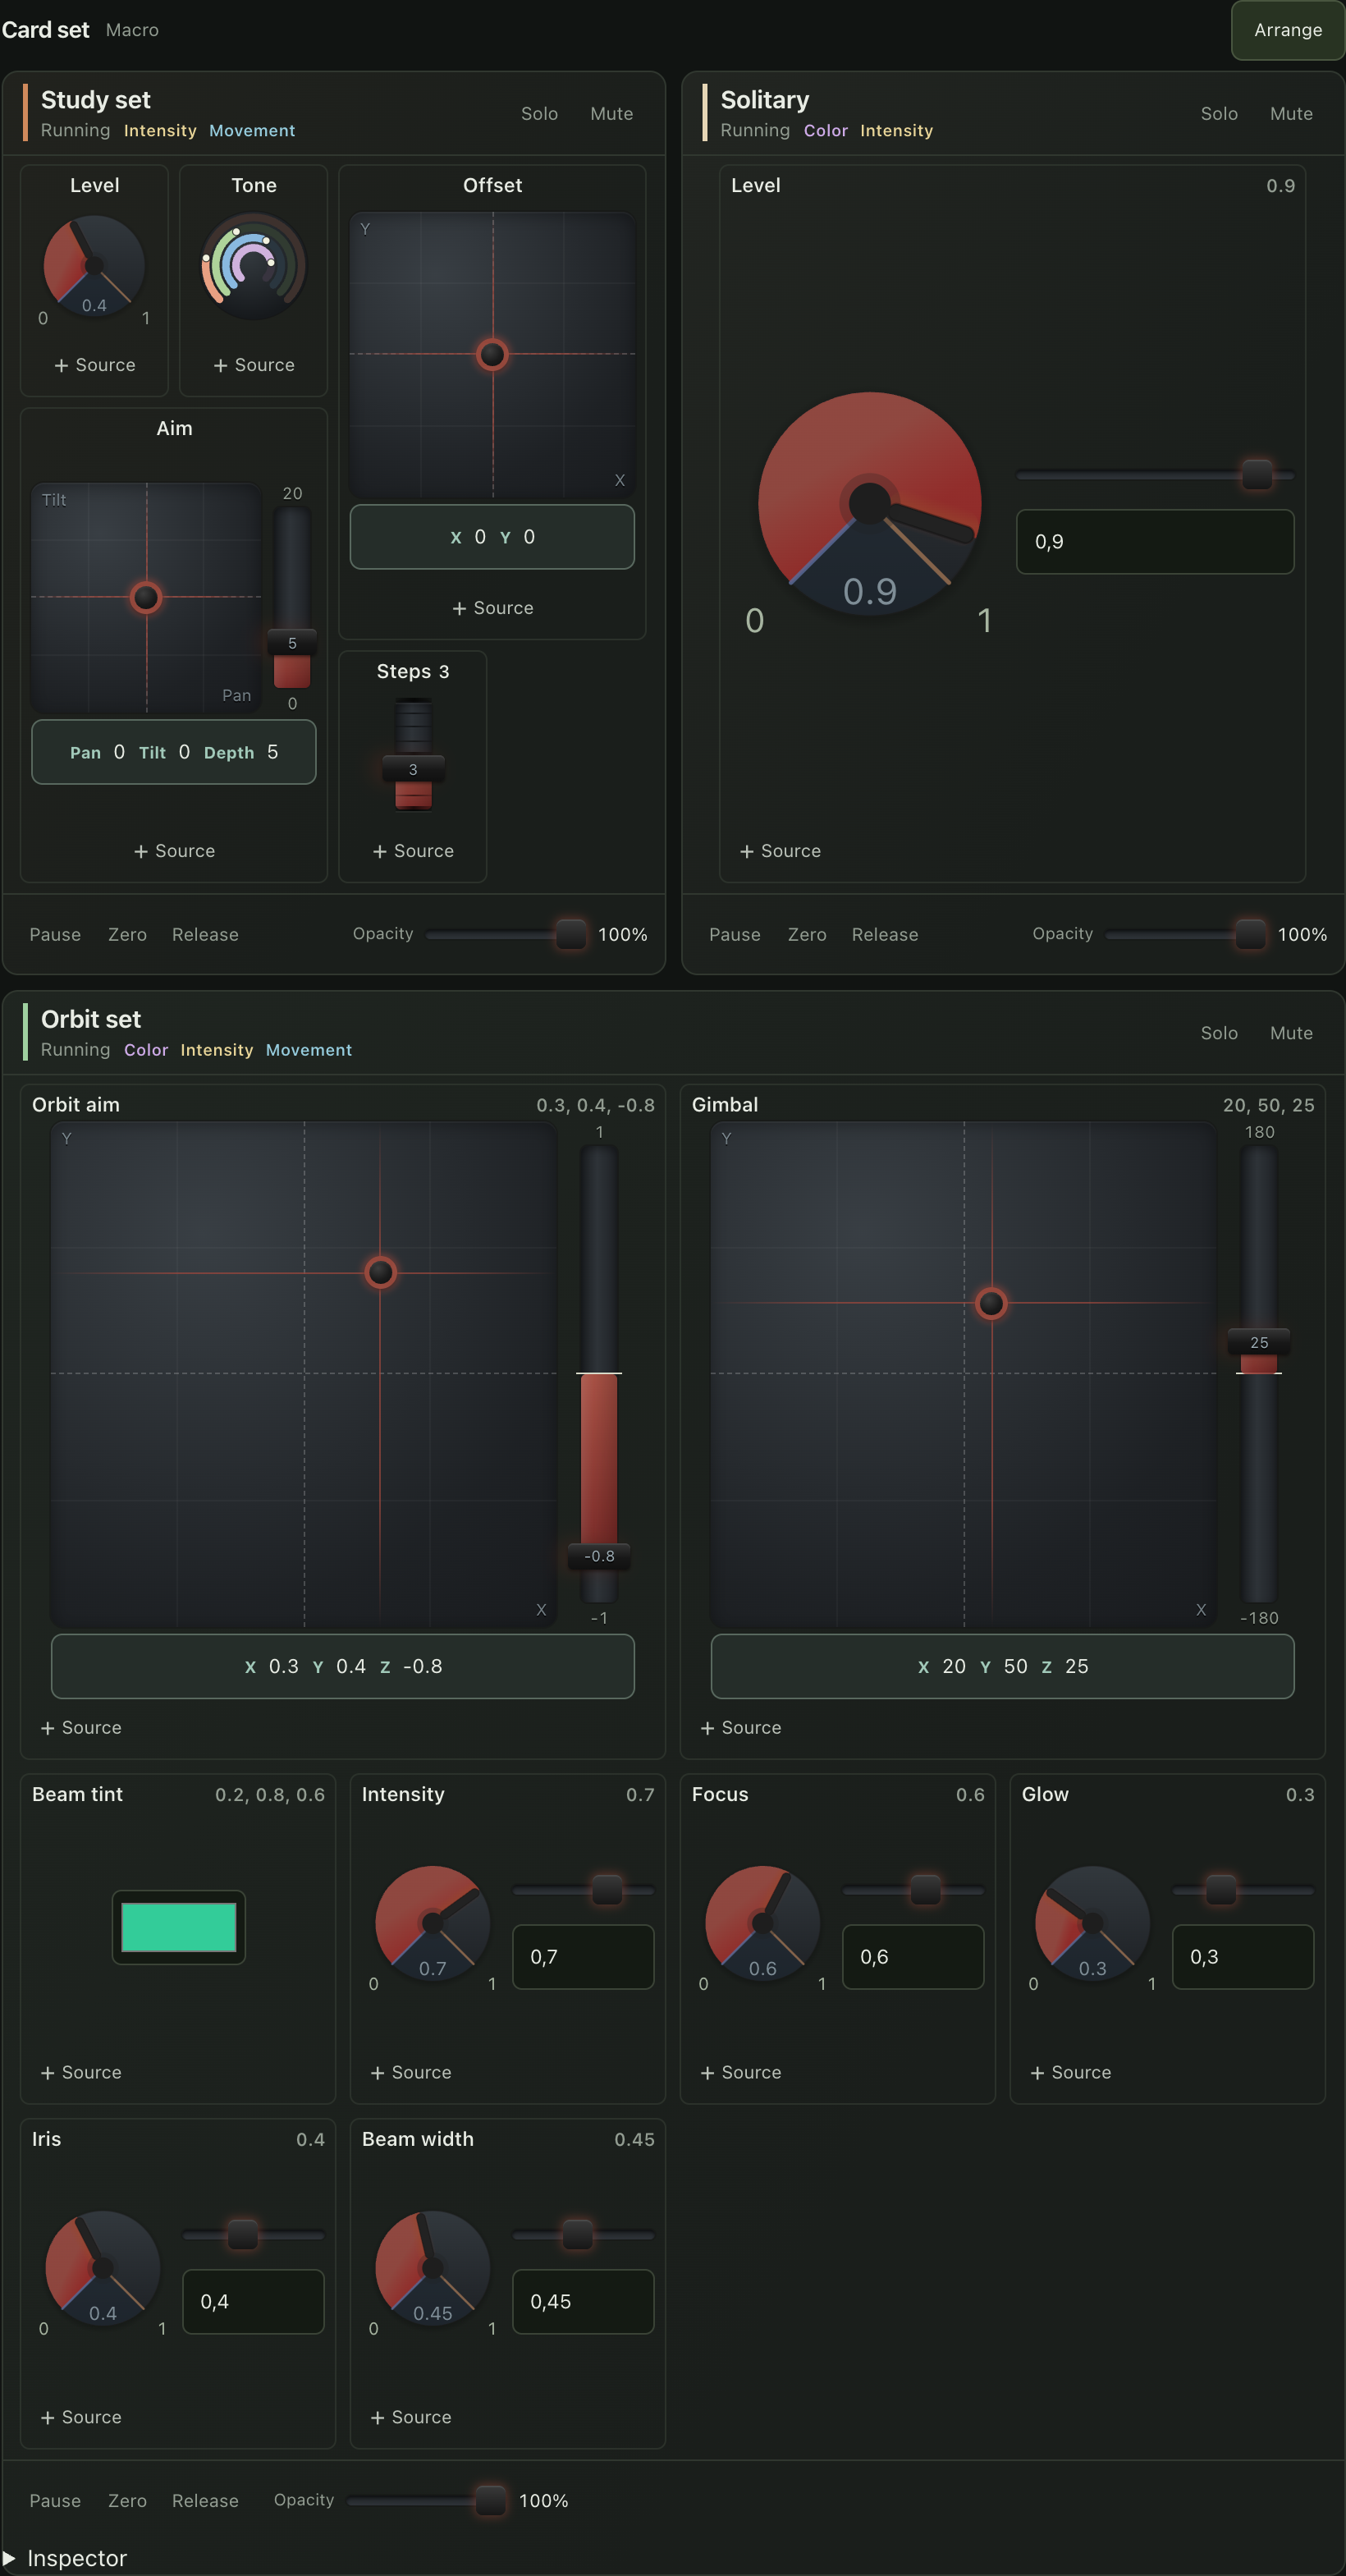 Card set Macro Arrange
Study set
Running Intensity Movement
Solo Mute
Level
0.4
0 1
+ Source
Tone
+ Source
Offset
Y
X
X 0 Y 0
+ Source
Aim
Tilt
Pan
20
5
0
Pan 0 Tilt 0 Depth 5
+ Source
Steps 3
3
+ Source
Pause Zero Release Opacity 100%
Solitary
Running Color Intensity
Solo Mute
Level 0.9
0.9
0 1
0,9
+ Source
Pause Zero Release Opacity 100%
Orbit set
Running Color Intensity Movement
Solo Mute
Orbit aim 0.3, 0.4, -0.8
Y
X
1
-0.8
-1
X 0.3 Y 0.4 Z -0.8
+ Source
Gimbal 20, 50, 25
Y
X
180
25
-180
X 20 Y 50 Z 25
+ Source
Beam tint 0.2, 0.8, 0.6
+ Source
Intensity 0.7
0.7
0 1
0,7
+ Source
Focus 0.6
0.6
0 1
0,6
+ Source
Glow 0.3
0.3
0 1
0,3
+ Source
Iris 0.4
0.4
0 1
0,4
+ Source
Beam width 0.45
0.45
0 1
0,45
+ Source
Pause Zero Release Opacity 100%
Inspector